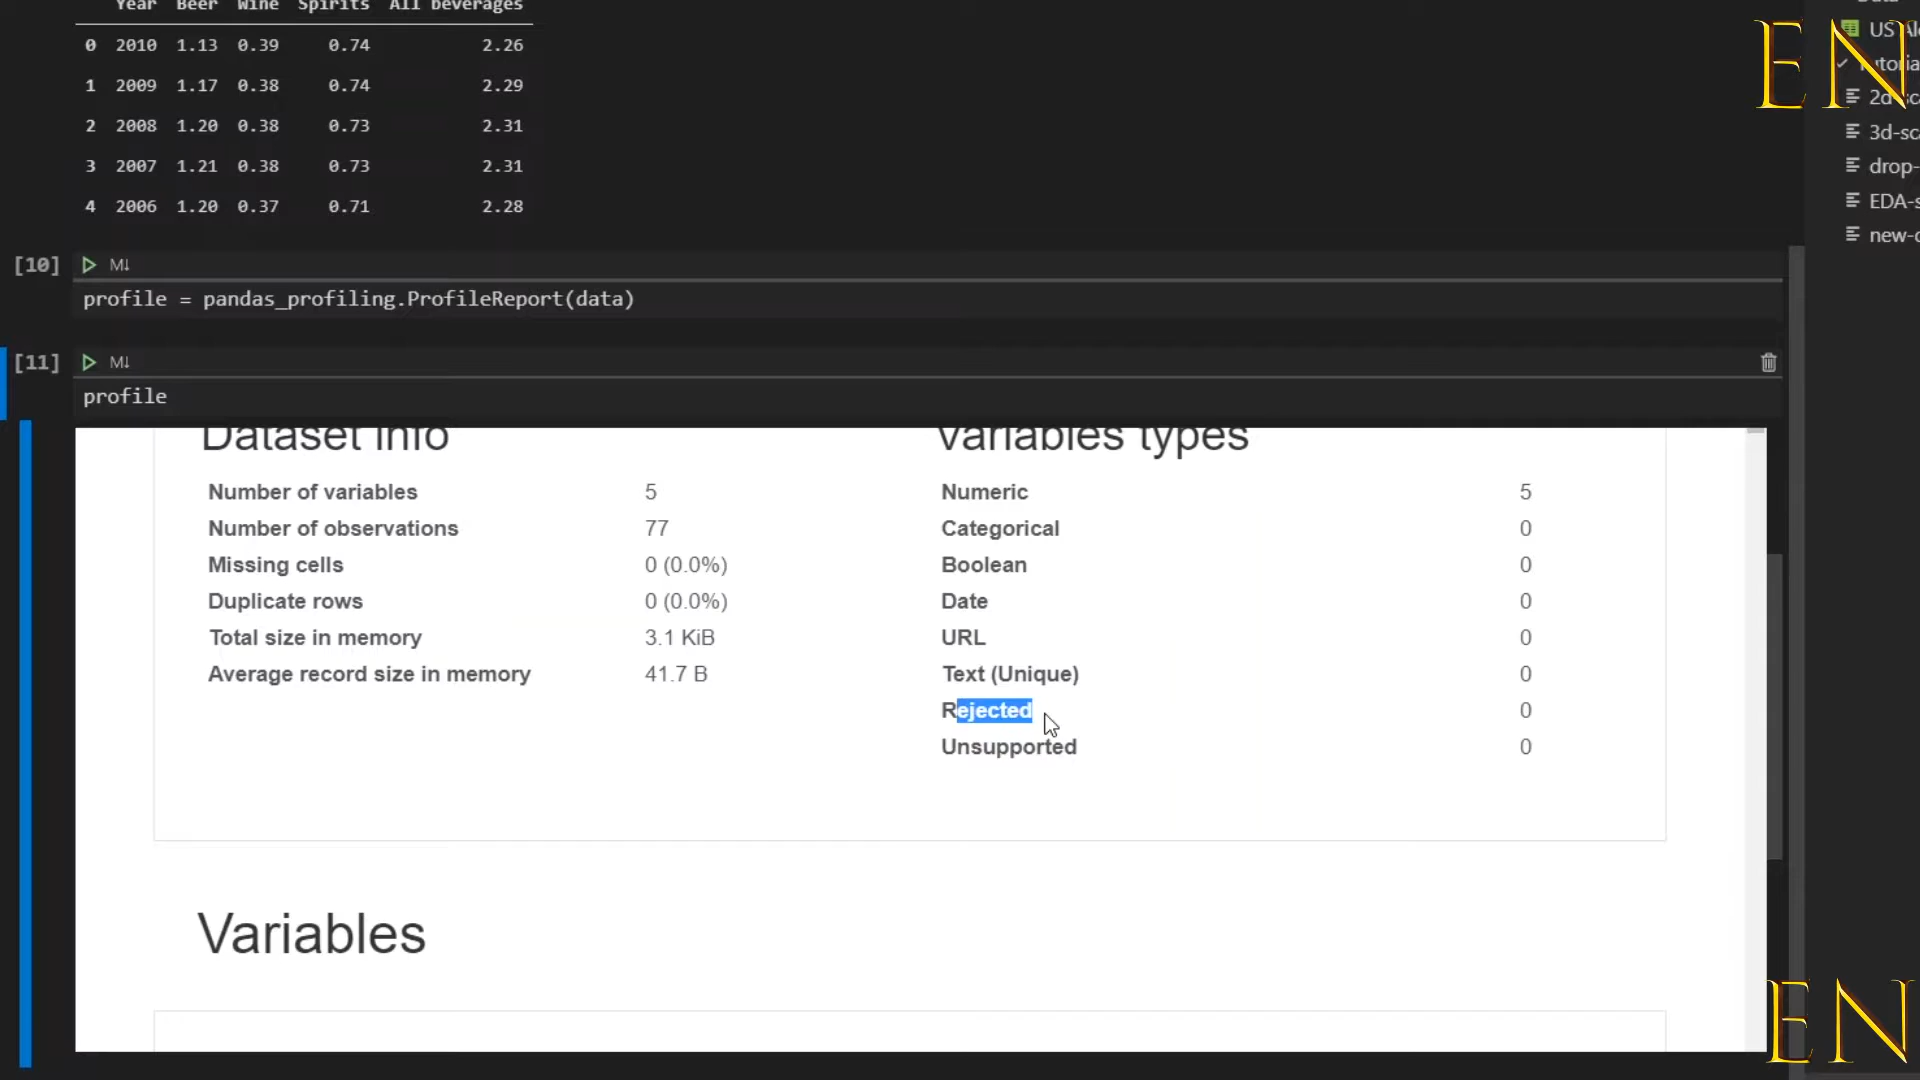 Year Beer Wine Spirits All beverages
0 2010 1.13 0.39 0.74 2.26
1 2009 1.17 0.38 0.74 2.29
2 2008 1.20 0.38 0.73 2.31
3 2007 1.21 0.38 0.73 2.31
4 2006 1.20 0.37 0.71 2.28
[10] M↓
profile = pandas_profiling.ProfileReport(data)
[11] M↓
profile
Dataset info
Number of variables 5
Number of observations 77
Missing cells 0 (0.0%)
Duplicate rows 0 (0.0%)
Total size in memory 3.1 KiB
Average record size in memory 41.7 B
Variables types
Numeric 5
Categorical 0
Boolean 0
Date 0
URL 0
Text (Unique) 0
Rejected 0
Unsupported 0
Variables
EN
US
2d-sc
3d-sc
drop-
EDA-s
new-
EN